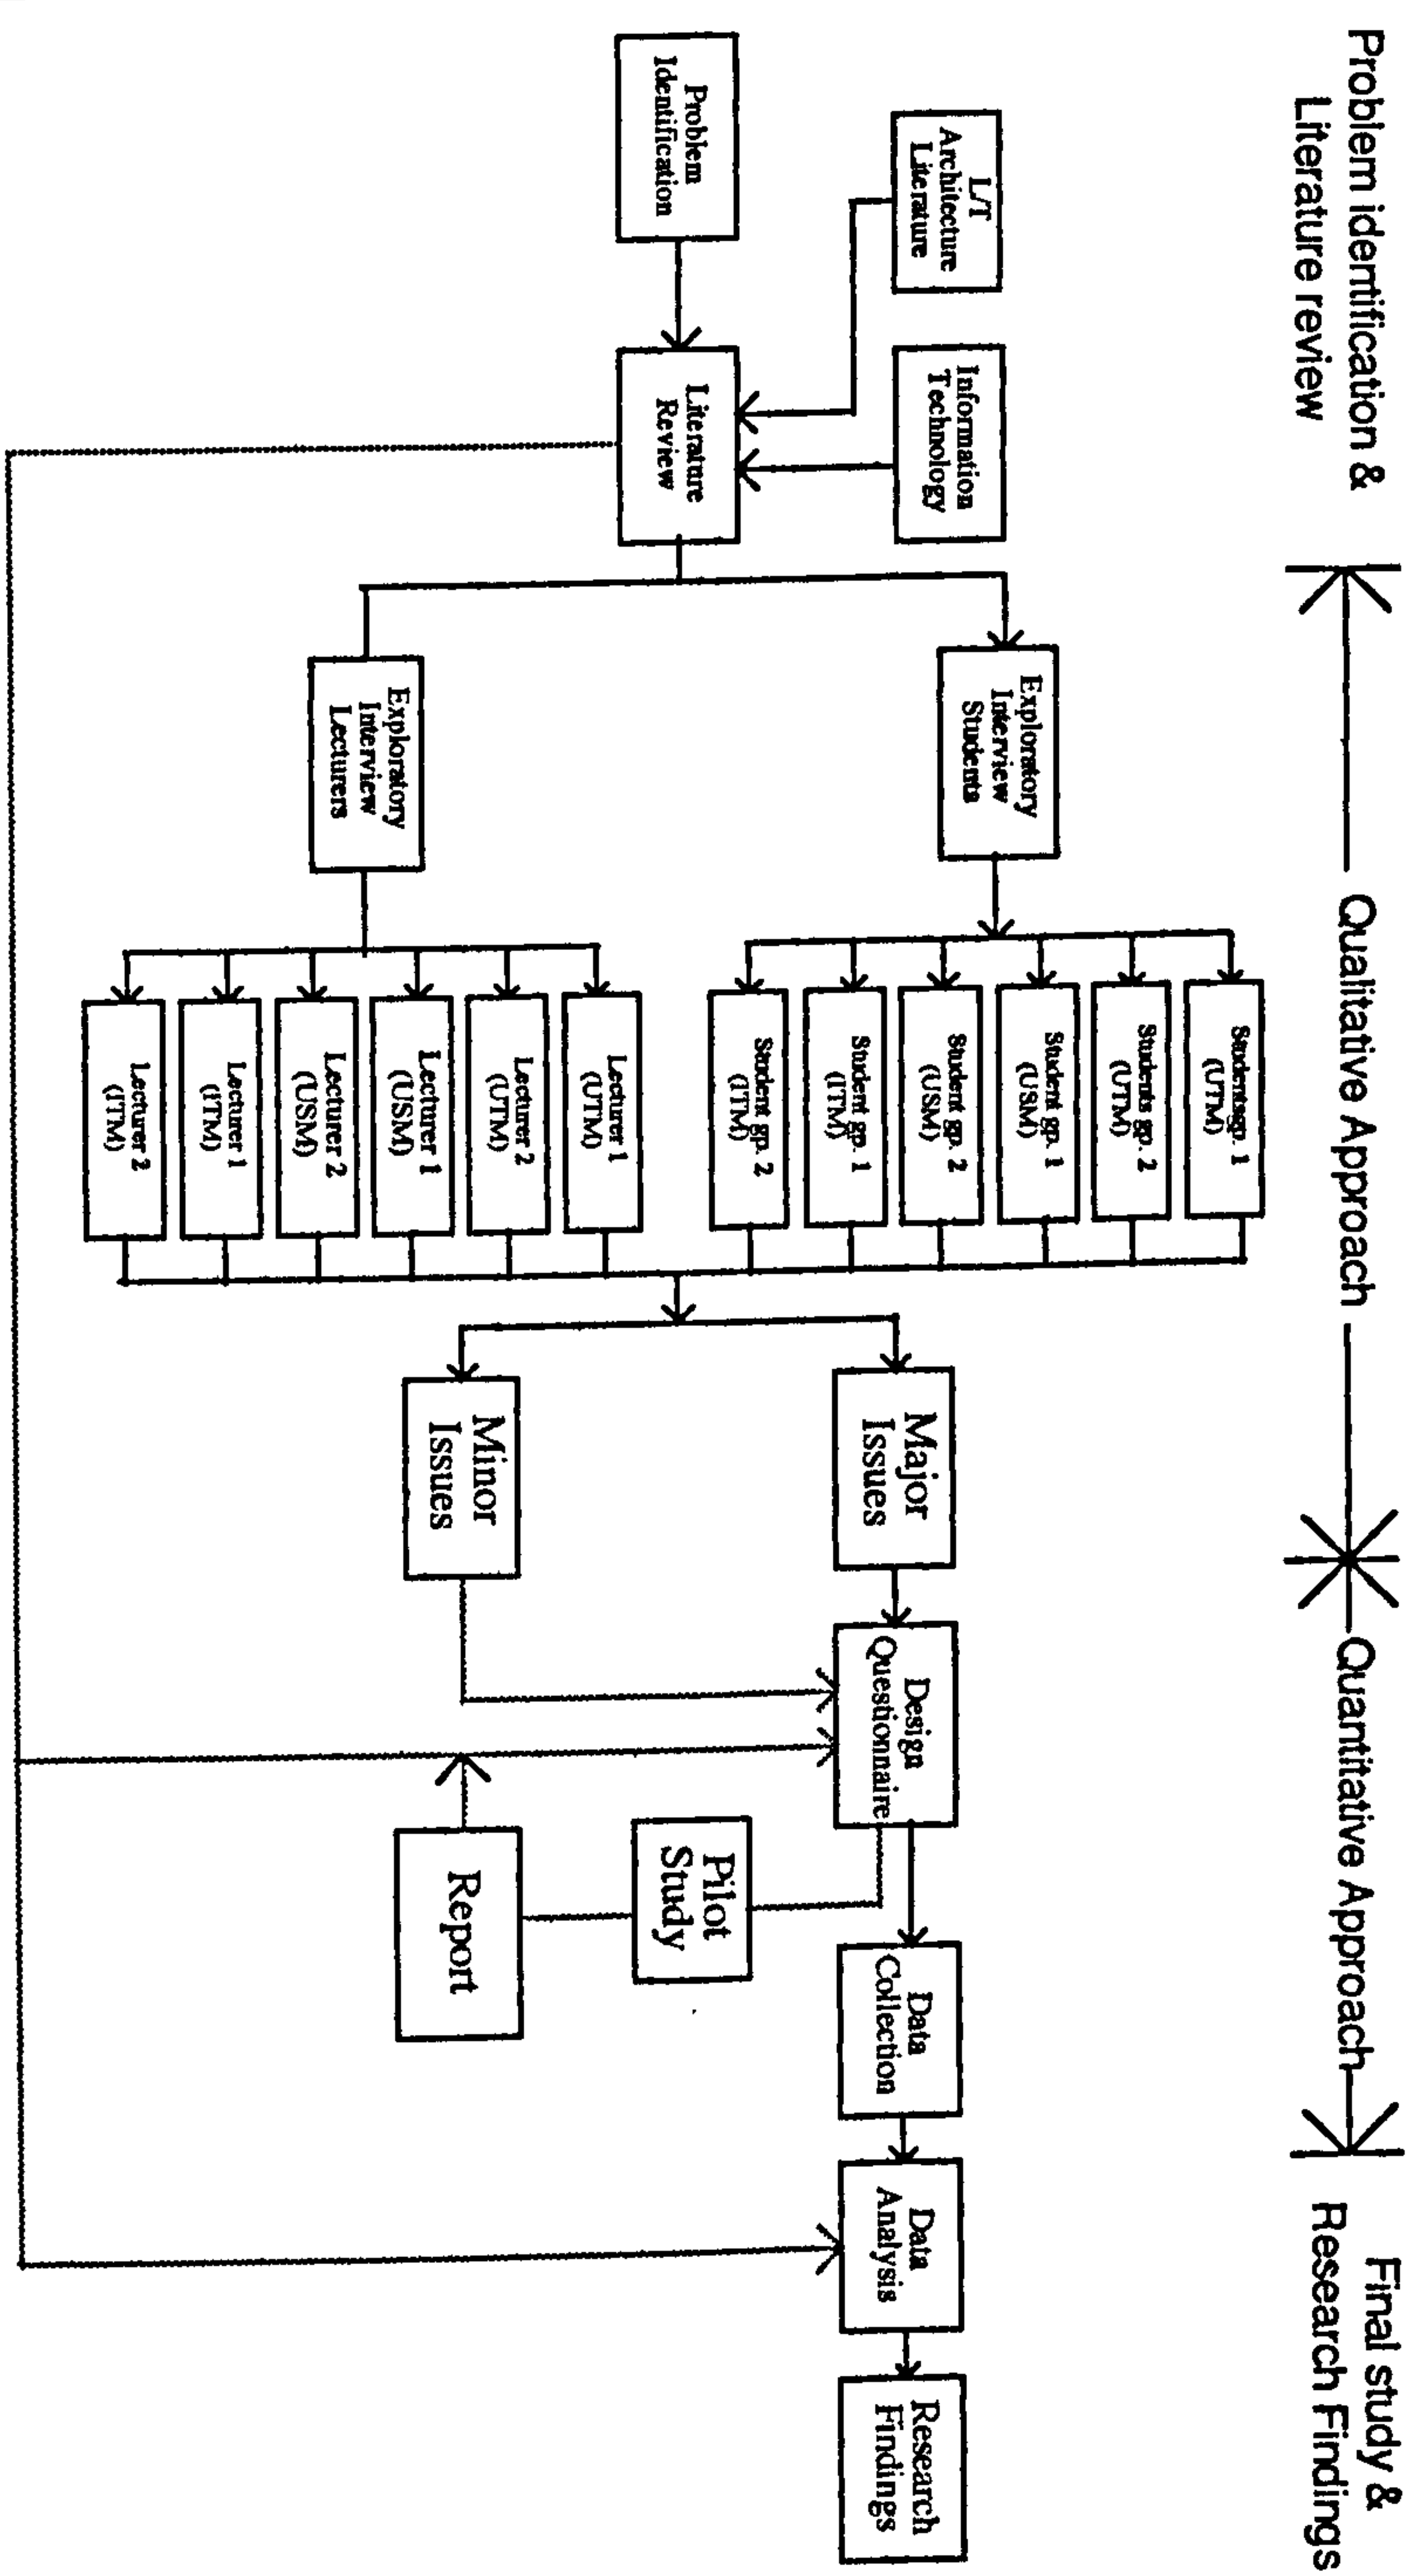 Problem identification &
Literature review
Qualitative Approach
Quantitative Approach
Final study &
Research Findings
L/T
Architecture
Literature
Information
Technology
Problem
Identification
Literature
Review
Exploratory
Interview
Students
Exploratory
Interview
Lecturers
Studentsgp. 1
(UTM)
Students gp. 2
(UTM)
Student gp. 1
(USM)
Student gp. 2
(USM)
Student gp. 1
(ITM)
Student gp. 2
(ITM)
Lecturer 1
(UTM)
Lecturer 2
(UTM)
Lecturer 1
(USM)
Lecturer 2
(USM)
Lecturer 1
(ITM)
Lecturer 2
(ITM)
Major
Issues
Minor
Issues
Design
Questionnaire
Pilot
Study
Report
Data
Collection
Data
Analysis
Research
Findings